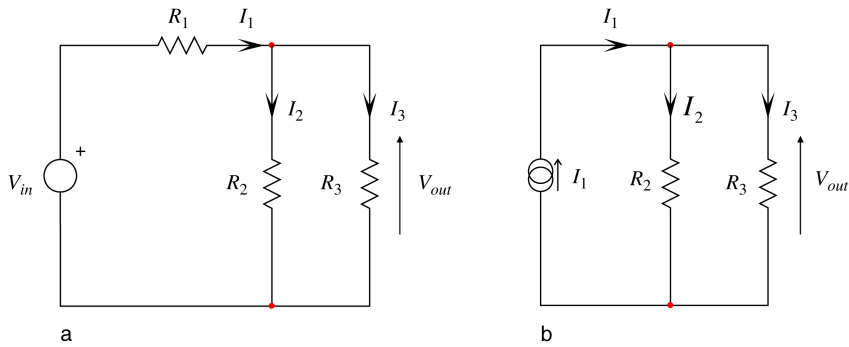 R1 I1 I1
+ I2 I3 I2 I3
Vin R2 R3 Vout I1 R2 R3 Vout
a b